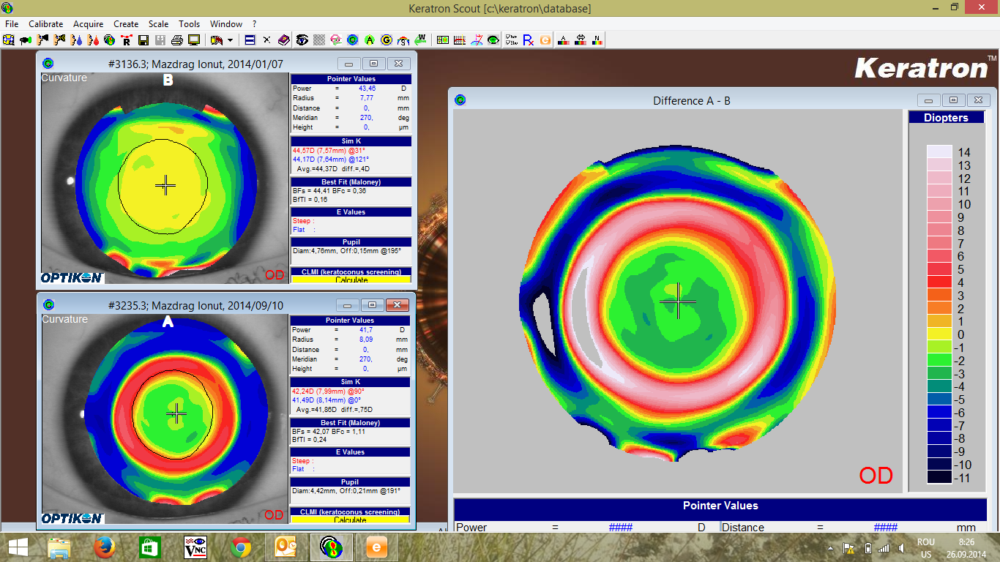 Keratron Scout [c:\keratron\database]
File Calibrate Acquire Create Scale Tools Window ?
Keratron TM
#3136.3; Mazdrag Ionut, 2014/01/07
Curvature
B
OPTIKON
OD
Pointer Values
Power = 43,46 D
Radius = 7,77 mm
Distance = 0, mm
Meridian = 270, deg
Height = 0, µm
Sim K
44,57D (7,57mm) @31°
44,17D (7,64mm) @121°
Avg.=44,37D diff.=,4D
Best Fit (Maloney)
BFs = 44,41 BFc = 0,36
BfTI = 0,16
E Values
Steep :
Flat :
Pupil
Diam:4,76mm, Off:0,15mm @195°
CLMI (keratoconus screening)
Calculate
#3235.3; Mazdrag Ionut, 2014/09/10
Curvature
A
OPTIKON
OD
Pointer Values
Power = 41,7 D
Radius = 8,09 mm
Distance = 0, mm
Meridian = 270, deg
Height = 0, µm
Sim K
42,24D (7,99mm) @90°
41,49D (8,14mm) @0°
Avg.=41,86D diff.=,75D
Best Fit (Maloney)
BFs = 42,07 BFc = 1,11
BfTI = 0,24
E Values
Steep :
Flat :
Pupil
Diam:4,42mm, Off:0,21mm @191°
CLMI (keratoconus screening)
Calculate
Difference A - B
OD
Diopters
14
13
12
11
10
9
8
7
6
5
4
3
2
1
0
-1
-2
-3
-4
-5
-6
-7
-8
-9
-10
-11
Pointer Values
Power = #### D Distance = #### mm
VNC
ROU
US
8:26
26.09.2014